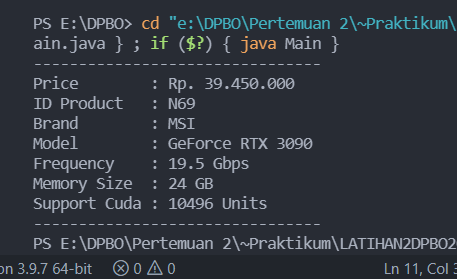 PS E:\DPBO> cd "e:\DPBO\Pertemuan 2\~Praktikum\
ain.java } ; if ($?) { java Main }
-------------------------------
Price : Rp. 39.450.000
ID Product : N69
Brand : MSI
Model : GeForce RTX 3090
Frequency : 19.5 Gbps
Memory Size : 24 GB
Support Cuda : 10496 Units
-------------------------------
PS E:\DPBO\Pertemuan 2\~Praktikum\LATIHAN2DPBO2
on 3.9.7 64-bit 0 0 Ln 11, Col 3